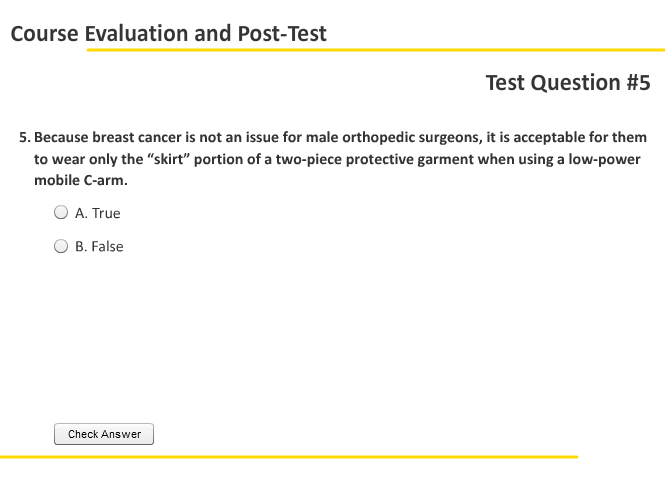 Course Evaluation and Post-Test
Test Question #5
5. Because breast cancer is not an issue for male orthopedic surgeons, it is acceptable for them
to wear only the “skirt” portion of a two-piece protective garment when using a low-power
mobile C-arm.
A. True
B. False
Check Answer